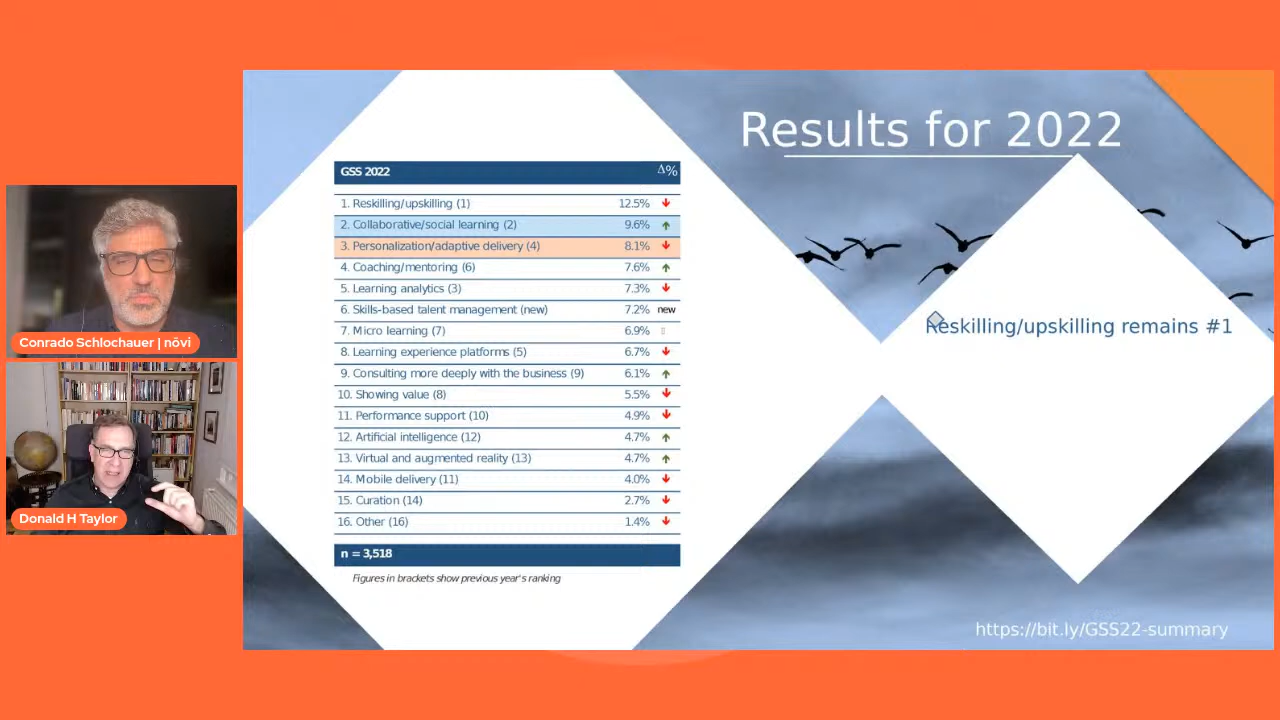 Results for 2022
GSS 2022 Δ%
1. Reskilling/upskilling (1) 12.5%
2. Collaborative/social learning (2) 9.6%
3. Personalization/adaptive delivery (4) 8.1%
4. Coaching/mentoring (6) 7.6%
5. Learning analytics (3) 7.3%
6. Skills-based talent management (new) 7.2% new
7. Micro learning (7) 6.9%
8. Learning experience platforms (5) 6.7%
9. Consulting more deeply with the business (9) 6.1%
10. Showing value (8) 5.5%
11. Performance support (10) 4.9%
12. Artificial intelligence (12) 4.7%
13. Virtual and augmented reality (13) 4.7%
14. Mobile delivery (11) 4.0%
15. Curation (14) 2.7%
16. Other (16) 1.4%
n = 3,518
Figures in brackets show previous year's ranking
Reskilling/upskilling remains #1
https://bit.ly/GSS22-summary
Conrado Schlochauer | nōvi
Donald H Taylor